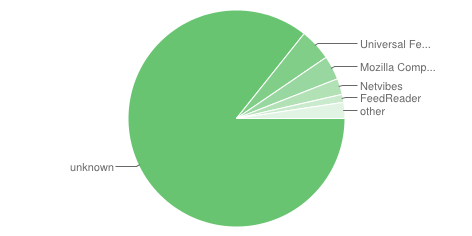 Universal Fe...
Mozilla Comp...
Netvibes
FeedReader
other
unknown